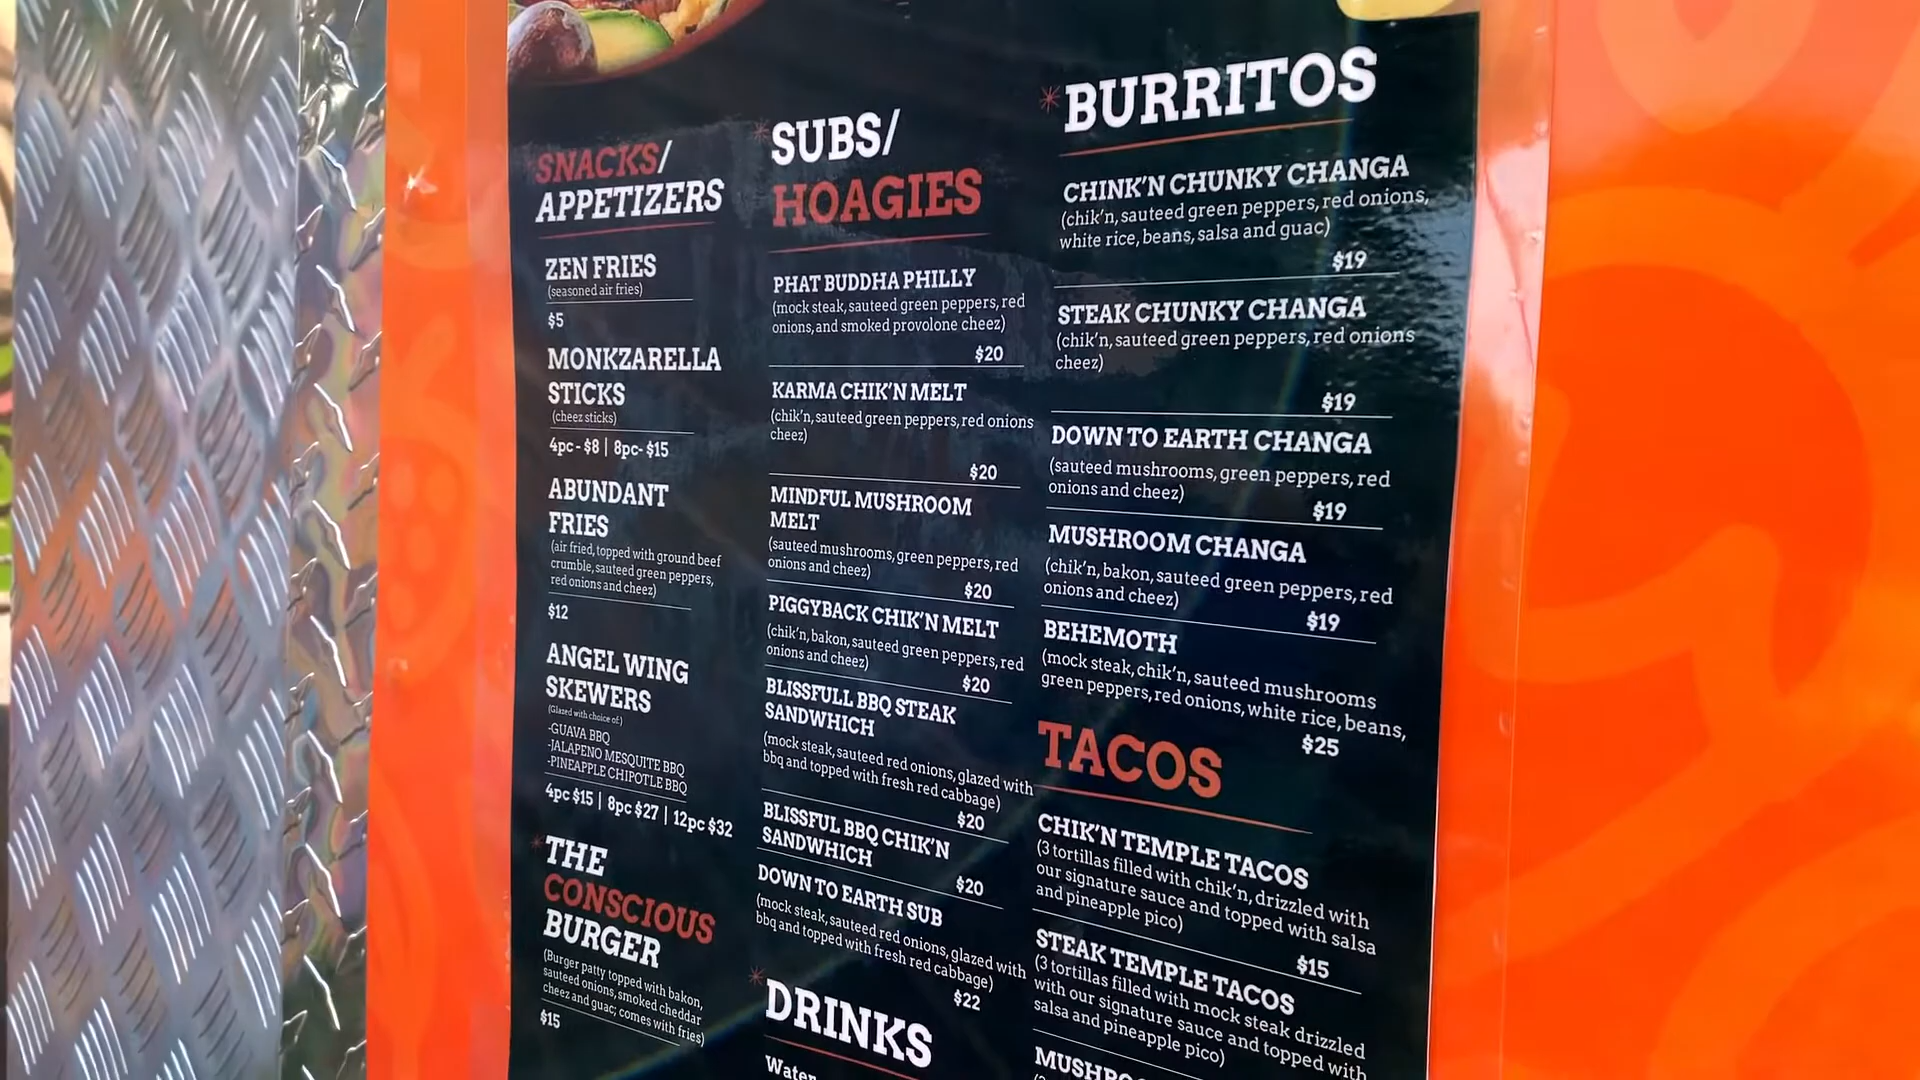 SNACKS/
APPETIZERS
ZEN FRIES
(seasoned air fries)
$5
MONKZARELLA
STICKS
(cheez sticks)
4pc - $8 | 8pc- $15
ABUNDANT
FRIES
(air fried, topped with ground beef
crumble, sauteed green peppers,
red onions and cheez)
$12
ANGEL WING
SKEWERS
(Glazed with choice of:)
-GUAVA BBQ
-JALAPENO MESQUITE BBQ
-PINEAPPLE CHIPOTLE BBQ
4pc $15 | 8pc $27 | 12pc $32
THE
CONSCIOUS
BURGER
(Burger patty topped with bacon,
sauteed onions, smoked cheddar
cheez and guac; comes with fries)
$15
SUBS/
HOAGIES
PHAT BUDDHA PHILLY
(mock steak, sauteed green peppers, red
onions, and smoked provolone cheez)
$20
KARMA CHIK'N MELT
(chik'n, sauteed green peppers, red onions
cheez)
$20
MINDFUL MUSHROOM
MELT
(sauteed mushrooms, green peppers, red
onions and cheez)
$20
PIGGYBACK CHIK'N MELT
(chik'n, bacon, sauteed green peppers, red
onions and cheez)
$20
BLISSFULL BBQ STEAK
SANDWHICH
(mock steak, sauteed red onions, glazed with
bbq and topped with fresh red cabbage)
$20
BLISSFUL BBQ CHIK'N
SANDWHICH
$20
DOWN TO EARTH SUB
(mock steak, sauteed red onions, glazed with
bbq and topped with fresh red cabbage)
$22
DRINKS
Water
BURRITOS
CHINK'N CHUNKY CHANGA
(chik'n, sauteed green peppers, red onions,
white rice, beans, salsa and guac)
$19
STEAK CHUNKY CHANGA
(chik'n, sauteed green peppers, red onions
cheez)
$19
DOWN TO EARTH CHANGA
(sauteed mushrooms, green peppers, red
onions and cheez)
$19
MUSHROOM CHANGA
(chik'n, bakon, sauteed green peppers, red
onions and cheez)
$19
BEHEMOTH
(mock steak, chik'n, sauteed mushrooms
green peppers, red onions, white rice, beans,
$25
TACOS
CHIK'N TEMPLE TACOS
(3 tortillas filled with chik'n, drizzled with
our signature sauce and topped with salsa
and pineapple pico)
$15
STEAK TEMPLE TACOS
(3 tortillas filled with mock steak drizzled
with our signature sauce and topped with
salsa and pineapple pico)